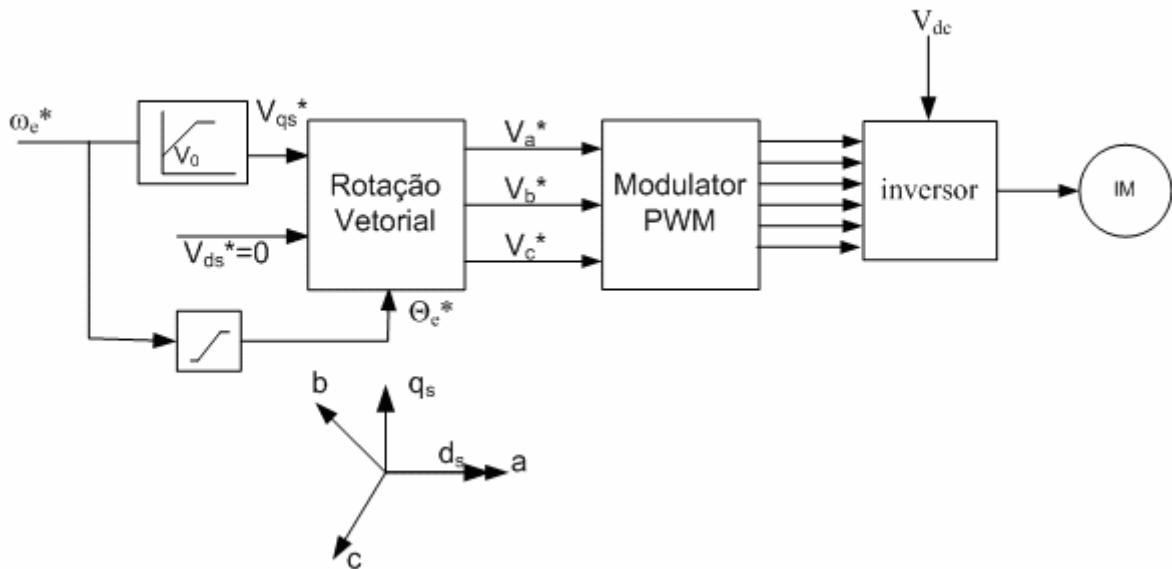 V_dc
ω_e*
V_0
V_qs*
V_ds*=0
Rotação
Vetorial
Θ_e*
V_a*
V_b*
V_c*
Modulator
PWM
inversor
IM
b
q_s
d_s
a
c